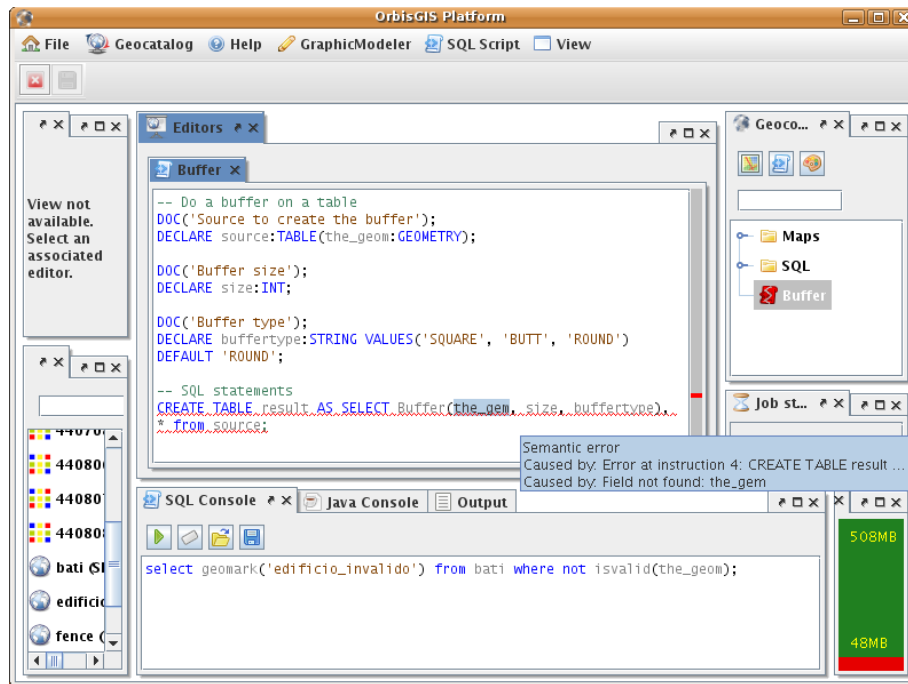 OrbisGIS Platform
File Geocatalog Help GraphicModeler SQL Script View
View not
available.
Select an
associated
editor.
Editors
Buffer
-- Do a buffer on a table
DOC('Source to create the buffer');
DECLARE source:TABLE(the_geom:GEOMETRY);
DOC('Buffer size');
DECLARE size:INT;
DOC('Buffer type');
DECLARE buffertype:STRING VALUES('SQUARE', 'BUTT', 'ROUND')
DEFAULT 'ROUND';
-- SQL statements
CREATE TABLE result AS SELECT Buffer(the_gem, size, buffertype),
* from source;
Semantic error
Caused by: Error at instruction 4: CREATE TABLE result ...
Caused by: Field not found: the_gem
Geoco...
Maps
SQL
Buffer
Job st...
44080
44080
44080
bati (S
edificio
fence (
SQL Console Java Console Output
select geomark('edificio_invalido') from bati where not isvalid(the_geom);
508MB
48MB